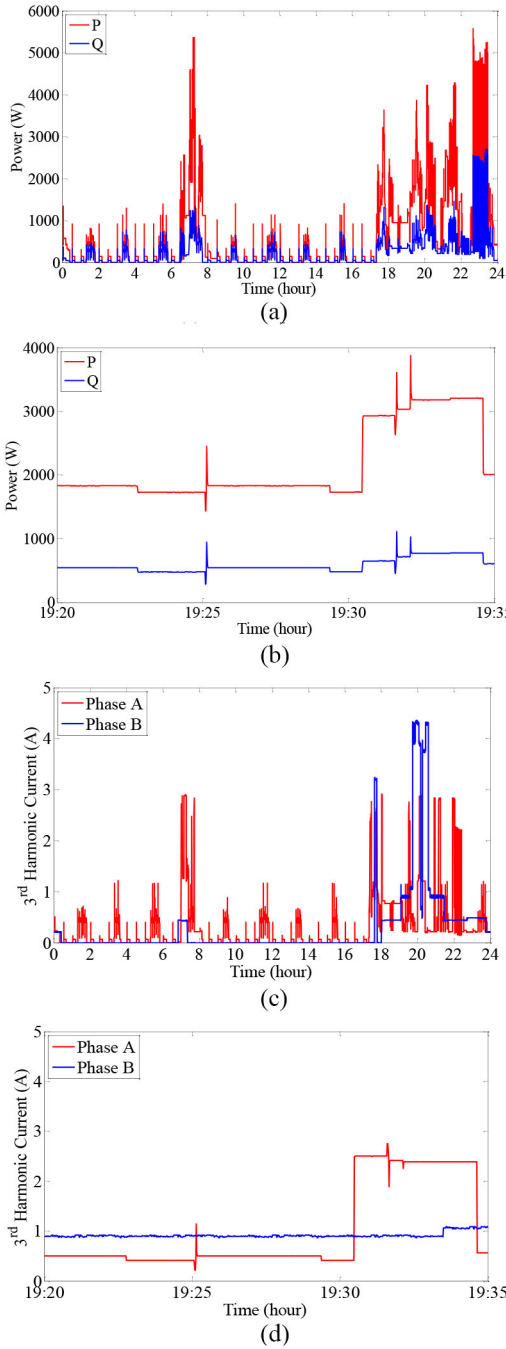 6000
P
Q
5000
4000
3000
2000
1000
0
Power (W)
0 2 4 6 8 10 12 14 16 18 20 22 24
Time (hour)
(a)
4000
P
Q
3000
2000
1000
0
Power (W)
19:20 19:25 19:30 19:35
Time (hour)
(b)
5
Phase A
Phase B
4
3
2
1
0
3rd Harmonic Current (A)
0 2 4 6 8 10 12 14 16 18 20 22 24
Time (hour)
(c)
5
Phase A
Phase B
4
3
2
1
0
3rd Harmonic Current (A)
19:20 19:25 19:30 19:35
Time (hour)
(d)